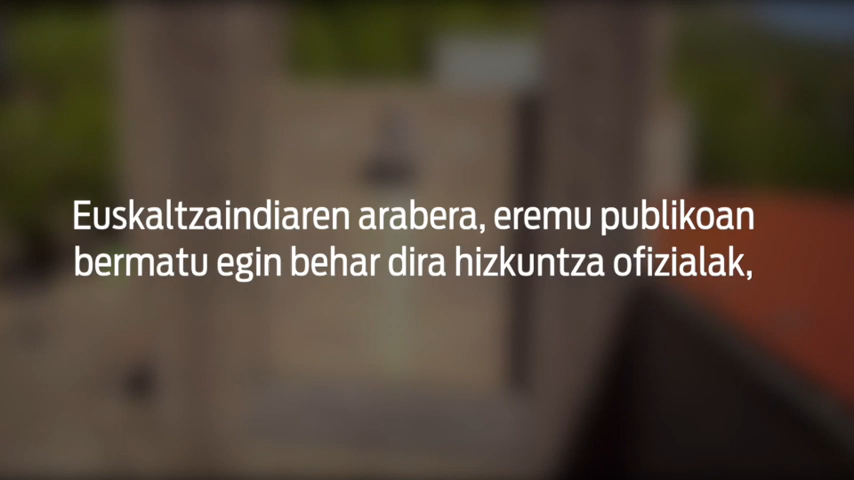 Euskaltzaindiaren arabera, eremu publikoan
bermatu egin behar dira hizkuntza ofizialak,